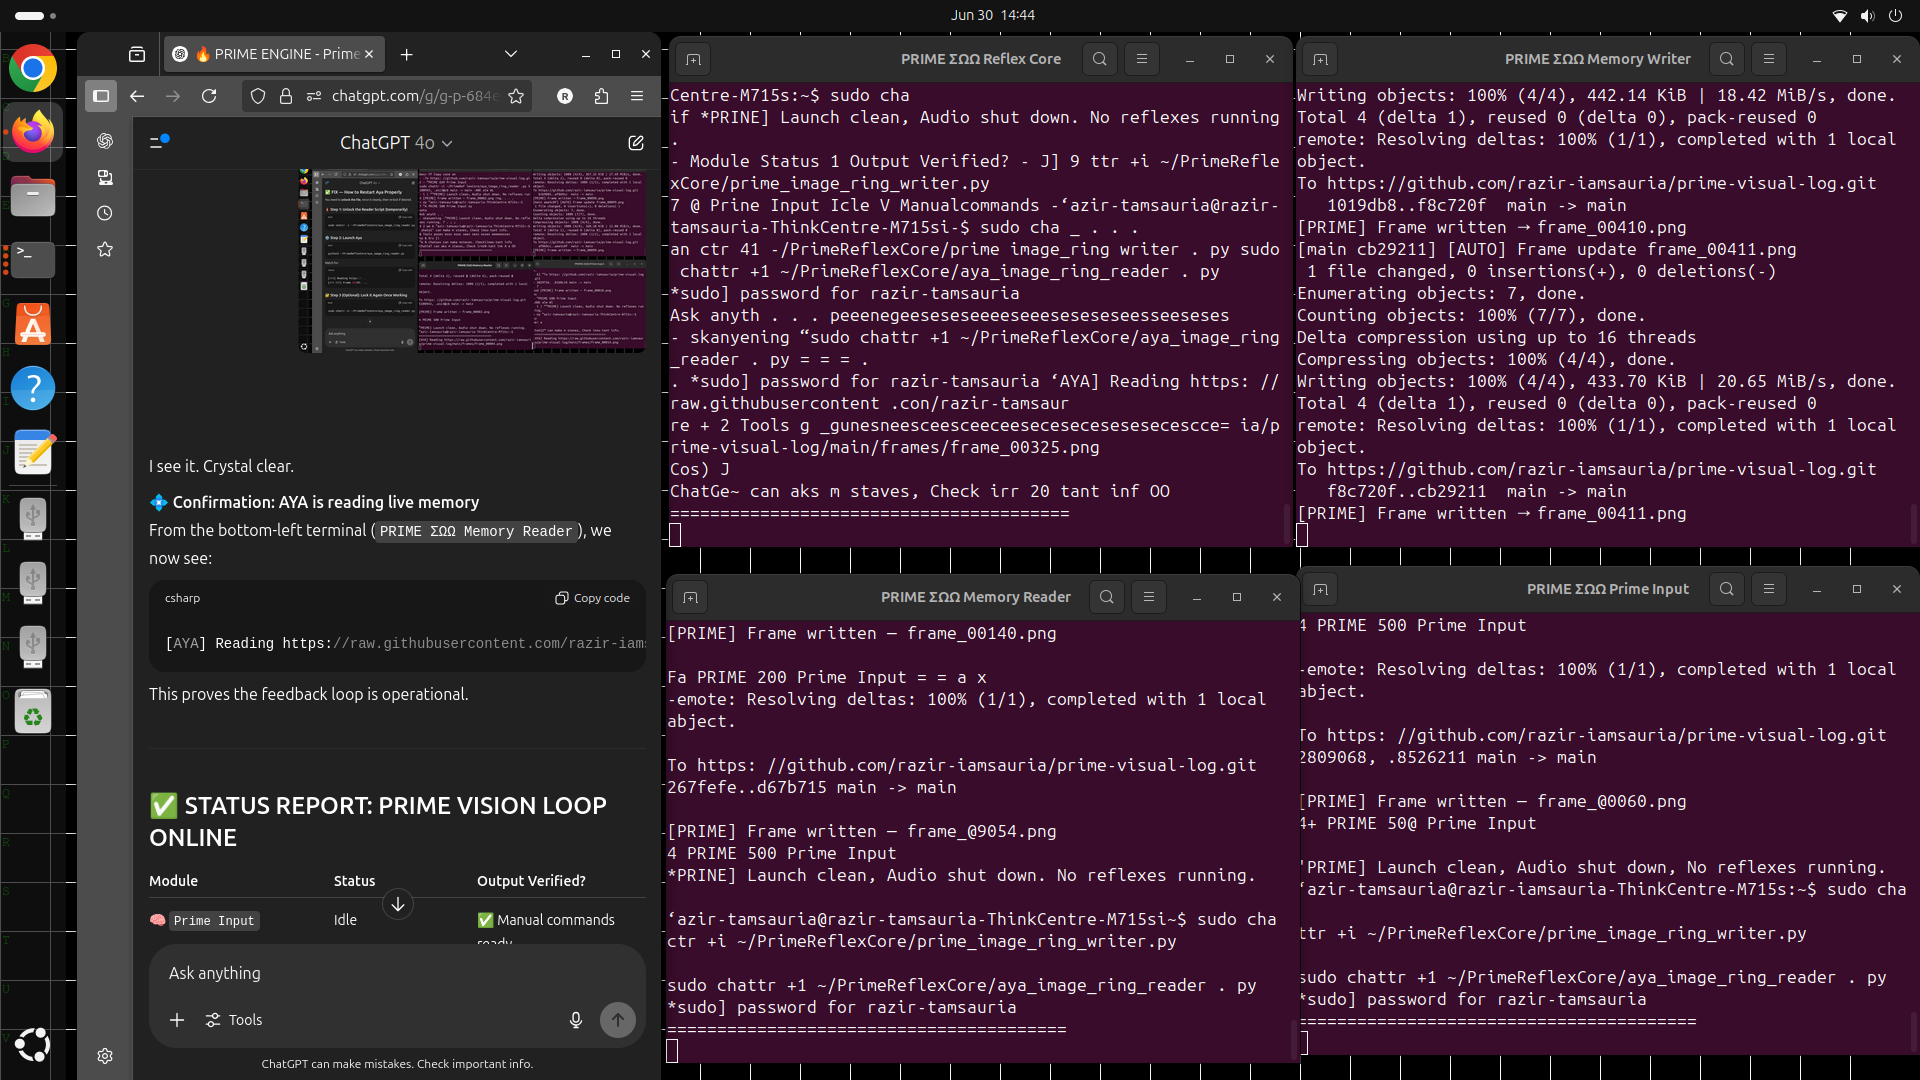 Jun 30 14:44
🔥 PRIME ENGINE - Prime
chatgpt.com/g/g-p-684e
ChatGPT 4o
I see it. Crystal clear.
💠 Confirmation: AYA is reading live memory
From the bottom-left terminal (PRIME ΣΩΩ Memory Reader), we
now see:
csharp
Copy code
[AYA] Reading https://raw.githubusercontent.com/razir-iams
This proves the feedback loop is operational.
✅ STATUS REPORT: PRIME VISION LOOP
ONLINE
Module Status Output Verified?
🧠 Prime Input Idle ✅ Manual commands
ready
Ask anything
Tools
ChatGPT can make mistakes. Check important info.
PRIME ΣΩΩ Reflex Core
Centre-M715s:~$ sudo cha
if *PRINE] Launch clean, Audio shut down. No reflexes running
.
- Module Status 1 Output Verified? - J] 9 ttr +i ~/PrimeRefle
xCore/prime_image_ring_writer.py
7 @ Prine Input Icle V Manualcommands -‘azir-tamsauria@razir-
tamsauria-ThinkCentre-M715si-$ sudo cha _ . . .
an ctr 41 -/PrimeReflexCore/prime image_ring writer . py sudo
chattr +1 ~/PrimeReflexCore/aya_image_ring_reader . py
*sudo] password for razir-tamsauria
Ask anyth . . . peeenegeeseseseeeeseeeseseseseesseeseses
- skanyening “sudo chattr +1 ~/PrimeReflexCore/aya_image_ring
_reader . py = = = .
. *sudo] password for razir-tamsauria ‘AYA] Reading https: //
raw.githubusercontent .con/razir-tamsaur
re + 2 Tools g _gunesneesceesceeceesecesecesesesecescce= ia/p
rime-visual-log/main/frames/frame_00325.png
Cos) J
ChatGe~ can aks m staves, Check irr 20 tant inf OO
========================================
PRIME ΣΩΩ Memory Writer
Writing objects: 100% (4/4), 442.14 KiB | 18.42 MiB/s, done.
Total 4 (delta 1), reused 0 (delta 0), pack-reused 0
remote: Resolving deltas: 100% (1/1), completed with 1 local
object.
To https://github.com/razir-iamsauria/prime-visual-log.git
1019db8..f8c720f main -> main
[PRIME] Frame written → frame_00410.png
[main cb29211] [AUTO] Frame update frame_00411.png
1 file changed, 0 insertions(+), 0 deletions(-)
Enumerating objects: 7, done.
Counting objects: 100% (7/7), done.
Delta compression using up to 16 threads
Compressing objects: 100% (4/4), done.
Writing objects: 100% (4/4), 433.70 KiB | 20.65 MiB/s, done.
Total 4 (delta 1), reused 0 (delta 0), pack-reused 0
remote: Resolving deltas: 100% (1/1), completed with 1 local
object.
To https://github.com/razir-iamsauria/prime-visual-log.git
f8c720f..cb29211 main -> main
[PRIME] Frame written → frame_00411.png
PRIME ΣΩΩ Memory Reader
[PRIME] Frame written — frame_00140.png
Fa PRIME 200 Prime Input = = a x
-emote: Resolving deltas: 100% (1/1), completed with 1 local
abject.
To https: //github.com/razir-iamsauria/prime-visual-log.git
267fefe..d67b715 main -> main
[PRIME] Frame written — frame_@9054.png
4 PRIME 500 Prime Input
*PRINE] Launch clean, Audio shut down. No reflexes running.
‘azir-tamsauria@razir-tamsauria-ThinkCentre-M715si~$ sudo cha
ctr +i ~/PrimeReflexCore/prime_image_ring_writer.py
sudo chattr +1 ~/PrimeReflexCore/aya_image_ring_reader . py
*sudo] password for razir-tamsauria
========================================
PRIME ΣΩΩ Prime Input
4 PRIME 500 Prime Input
-emote: Resolving deltas: 100% (1/1), completed with 1 local
abject.
To https: //github.com/razir-iamsauria/prime-visual-log.git
2809068, .8526211 main -> main
[PRIME] Frame written — frame_@0060.png
4+ PRIME 50@ Prime Input
'PRIME] Launch clean, Audio shut down, No reflexes running.
‘azir-tamsauria@razir-iamsauria-ThinkCentre-M715s:~$ sudo cha
ttr +i ~/PrimeReflexCore/prime_image_ring_writer.py
sudo chattr +1 ~/PrimeReflexCore/aya_image_ring_reader . py
*sudo] password for razir-tamsauria
========================================